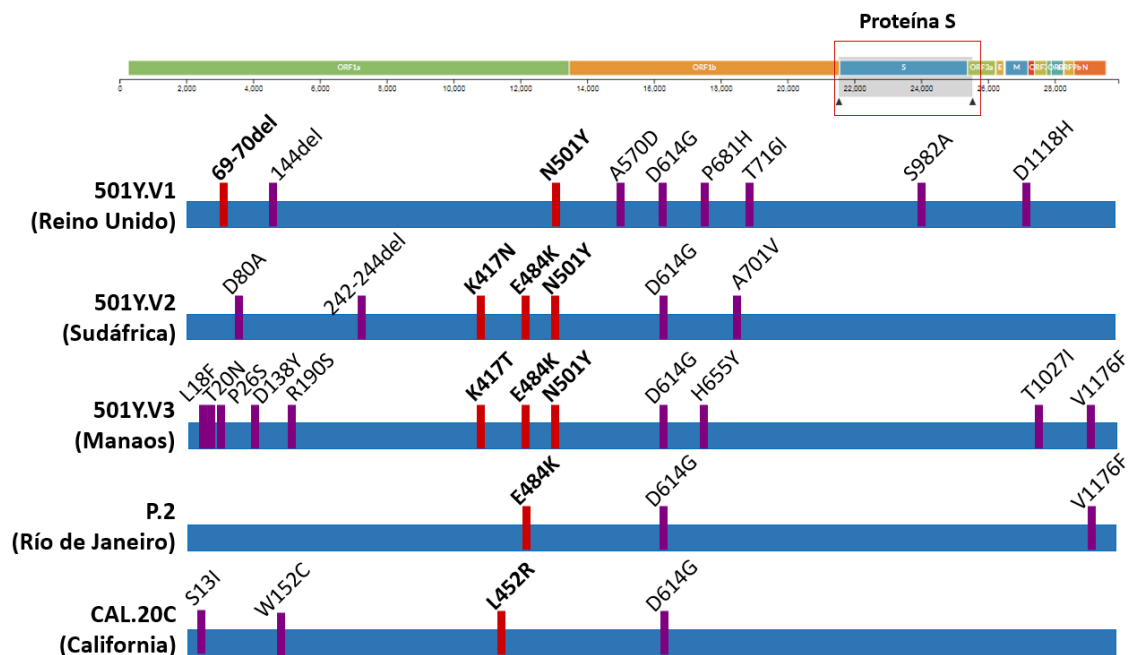 Proteína S
ORF1a ORF1b S ORF3a E M N
0 2,000 4,000 6,000 8,000 10,000 12,000 14,000 16,000 18,000 20,000 22,000 24,000 26,000 28,000
69-70del 144del N501Y A570D D614G P681H T716I S982A D1118H
501Y.V1
(Reino Unido)
D80A 242-244del K417N E484K N501Y D614G A701V
501Y.V2
(Sudáfrica)
L18F T20N P26S D138Y R190S K417T E484K N501Y D614G H655Y T1027I V1176F
501Y.V3
(Manaos)
E484K D614G V1176F
P.2
(Río de Janeiro)
S13I W152C L452R D614G
CAL.20C
(California)